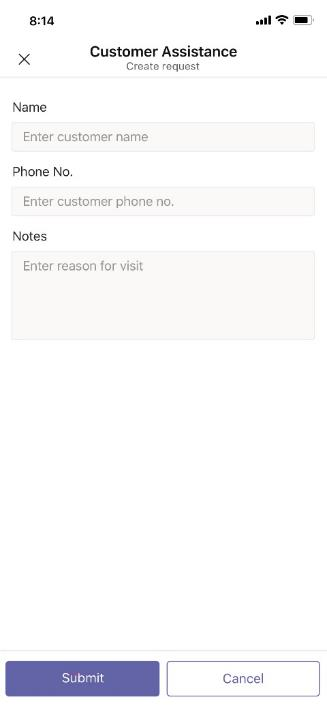 8:14
Customer Assistance
Create request
Name
Enter customer name
Phone No.
Enter customer phone no.
Notes
Enter reason for visit
Submit
Cancel